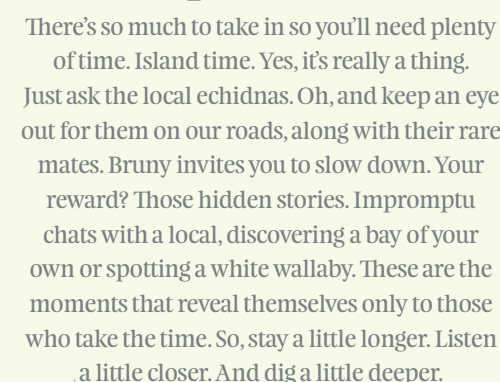 There's so much to take in so you'll need plenty
of time. Island time. Yes, it's really a thing.
Just ask the local echidnas. Oh, and keep an eye
out for them on our roads, along with their rare
mates. Bruny invites you to slow down. Your
reward? Those hidden stories. Impromptu
chats with a local, discovering a bay of your
own or spotting a white wallaby. These are the
moments that reveal themselves only to those
who take the time. So, stay a little longer. Listen
a little closer. And dig a little deeper.